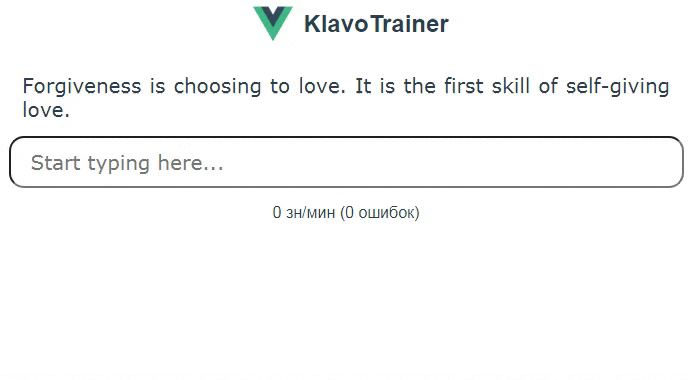 KlavoTrainer
Forgiveness is choosing to love. It is the first skill of self-giving
love.
Start typing here...
0 зн/мин (0 ошибок)